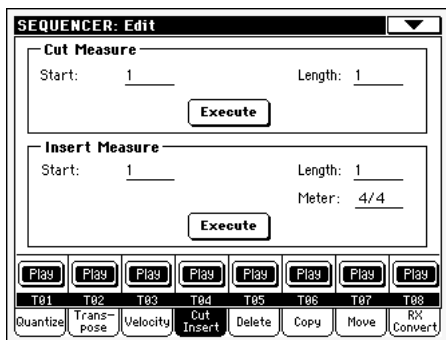 SEQUENCER: Edit
Cut Measure
Start: 1 Length: 1
Execute
Insert Measure
Start: 1 Length: 1
Meter: 4/4
Execute
Play Play Play Play Play Play Play Play
T01 T02 T03 T04 T05 T06 T07 T08
Quantize Trans-pose Velocity Cut Insert Delete Copy Move RX Convert